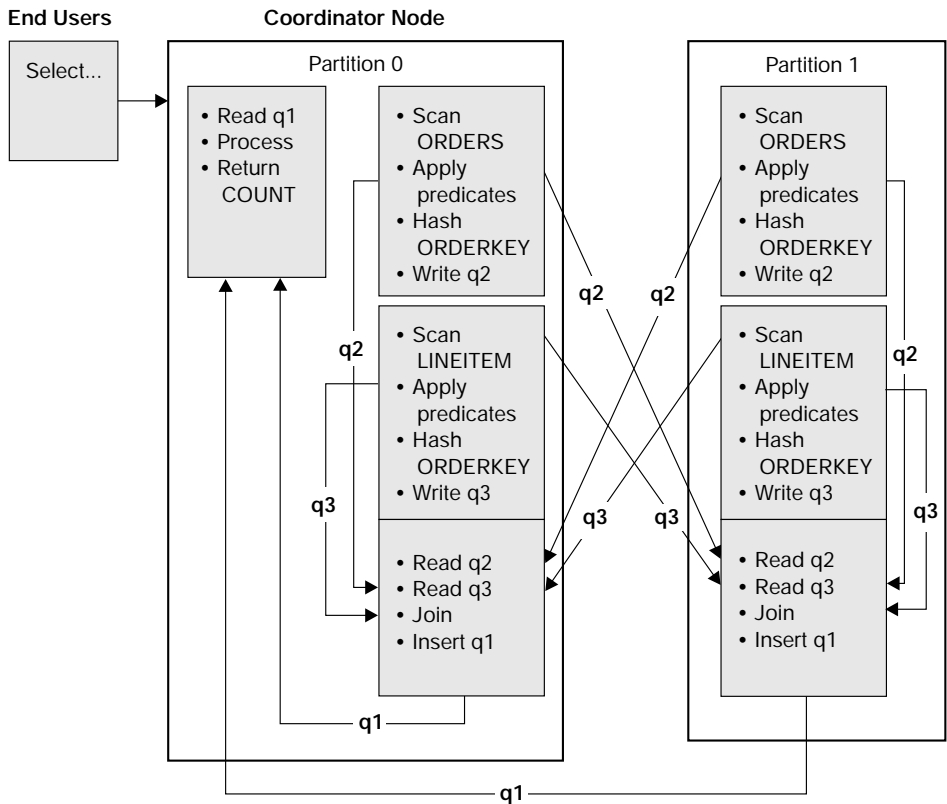 End Users
Coordinator Node
Partition 0
Partition 1
Select...
• Read q1
• Process
• Return
COUNT
• Scan
ORDERS
• Apply
predicates
• Hash
ORDERKEY
• Write q2
• Scan
ORDERS
• Apply
predicates
• Hash
ORDERKEY
• Write q2
q2
q2
q2
q2
• Scan
LINEITEM
• Apply
predicates
• Hash
ORDERKEY
• Write q3
• Scan
LINEITEM
• Apply
predicates
• Hash
ORDERKEY
• Write q3
q3
q3
q3
q3
• Read q2
• Read q3
• Join
• Insert q1
• Read q2
• Read q3
• Join
• Insert q1
q1
q1